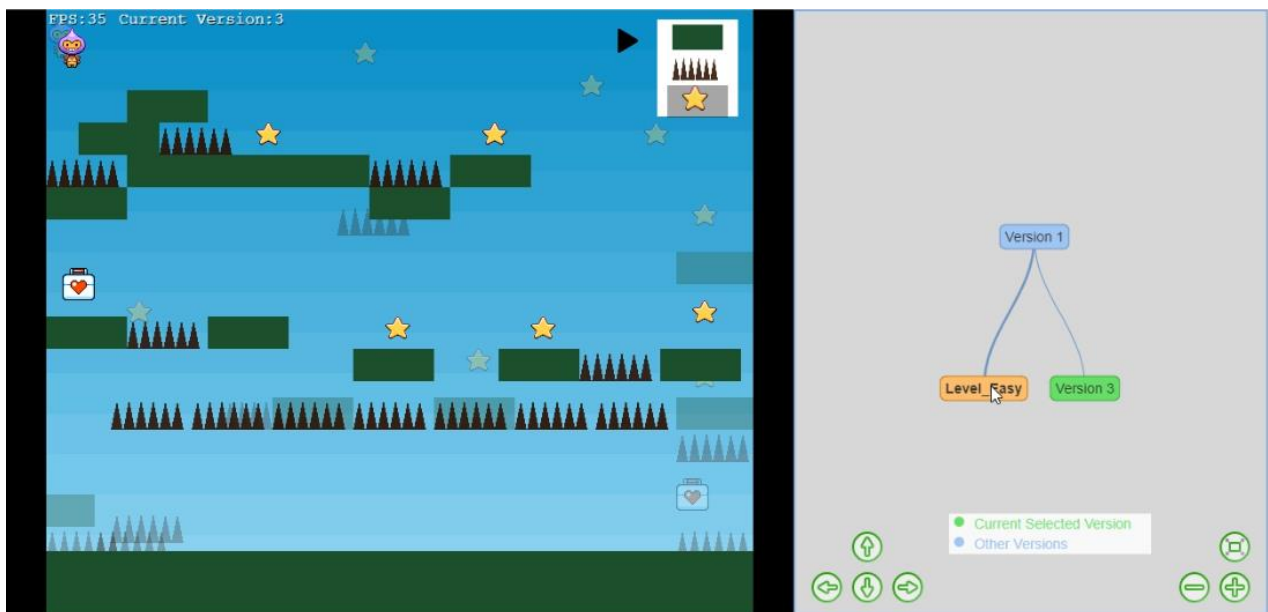 FPS:35 Current Version:3
Version 1
Level_Easy
Version 3
Current Selected Version
Other Versions